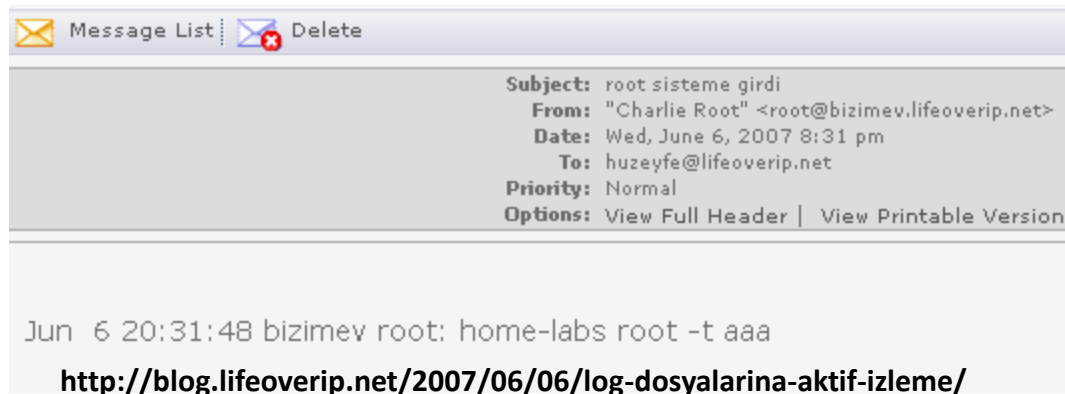 Message List Delete
Subject: root sisteme girdi
From: "Charlie Root" <root@bizimev.lifeoverip.net>
Date: Wed, June 6, 2007 8:31 pm
To: huzeyfe@lifeoverip.net
Priority: Normal
Options: View Full Header | View Printable Version
Jun 6 20:31:48 bizimev root: home-labs root -t aaa
http://blog.lifeoverip.net/2007/06/06/log-dosyalarina-aktif-izleme/